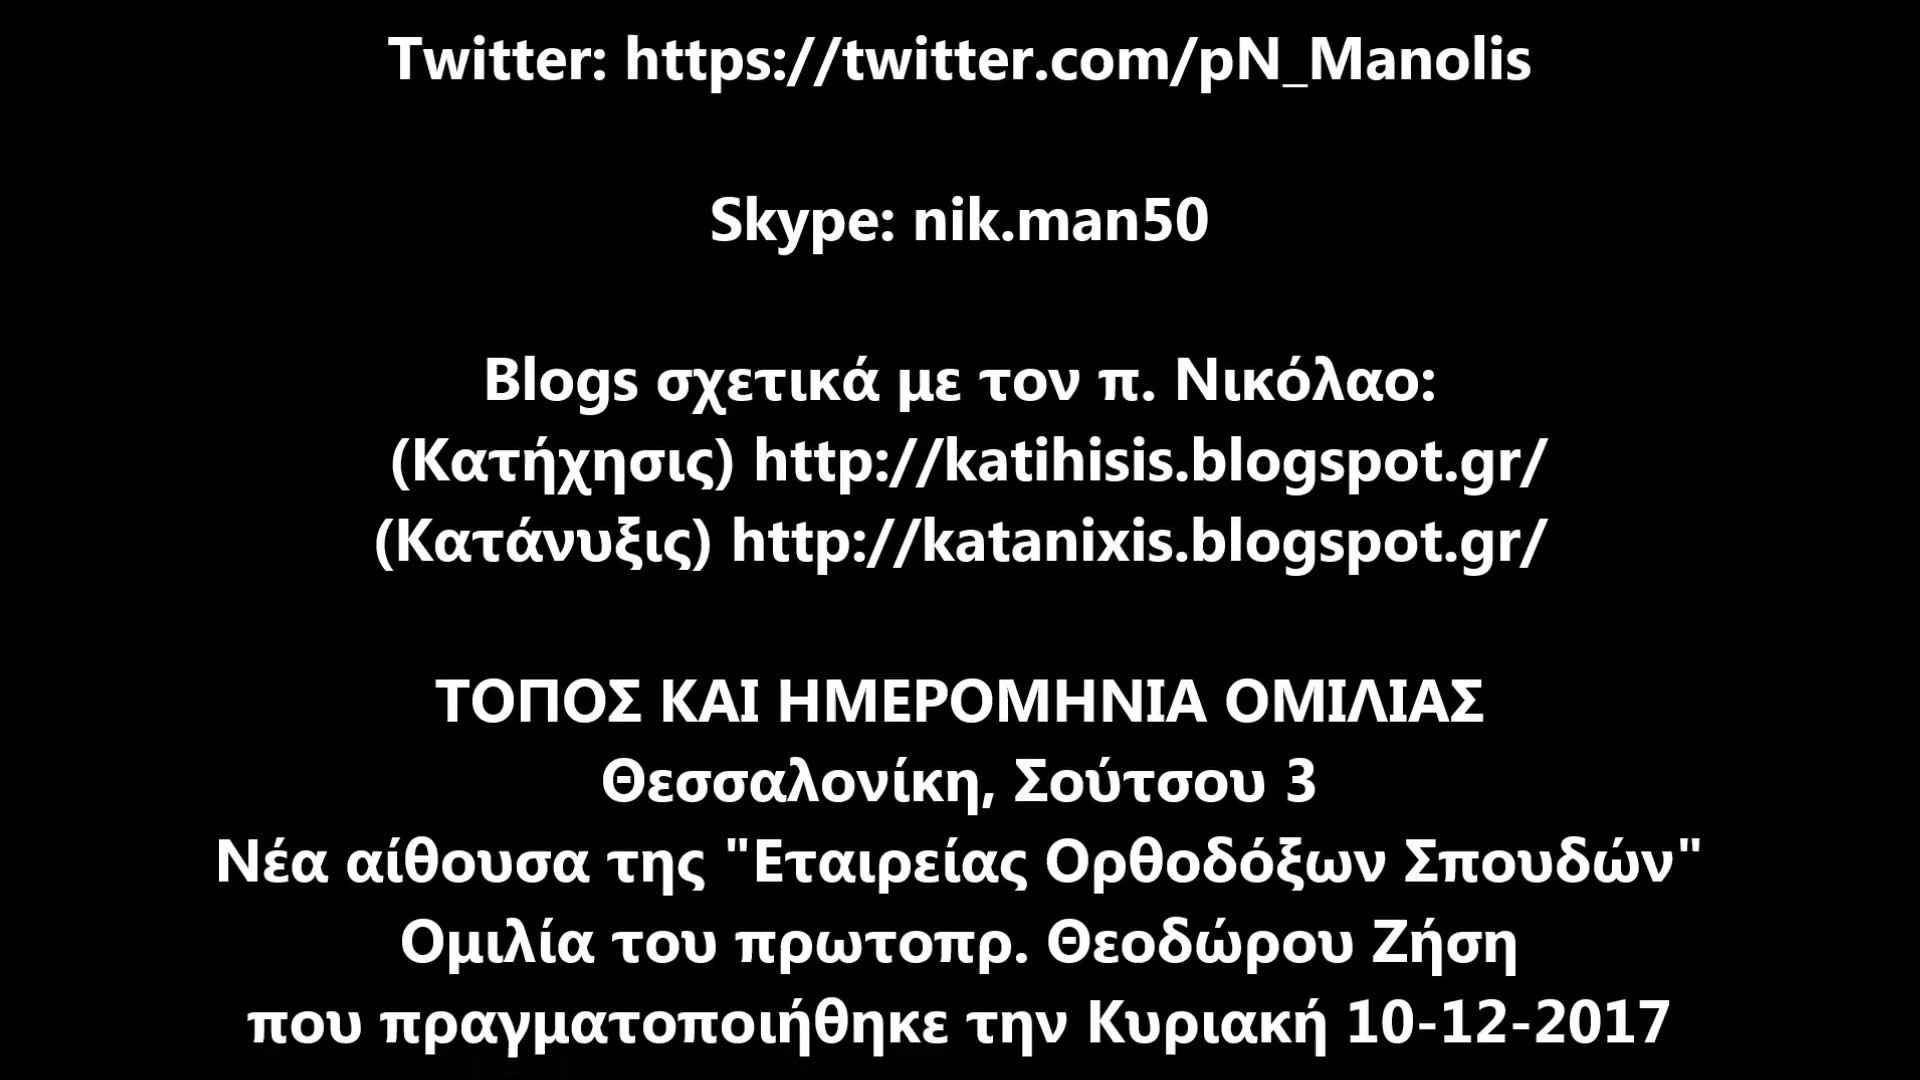 Twitter: https://twitter.com/pN_Manolis
Skype: nik.man50
Blogs σχετικά με τον π. Νικόλαο:
(Κατήχησις) http://katihisis.blogspot.gr/
(Κατάνυξις) http://katanixis.blogspot.gr/
ΤΟΠΟΣ ΚΑΙ ΗΜΕΡΟΜΗΝΙΑ ΟΜΙΛΙΑΣ
Θεσσαλονίκη, Σούτσου 3
Νέα αίθουσα της "Εταιρείας Ορθοδόξων Σπουδών"
Ομιλία του πρωτοπρ. Θεοδώρου Ζήση
που πραγματοποιήθηκε την Κυριακή 10-12-2017